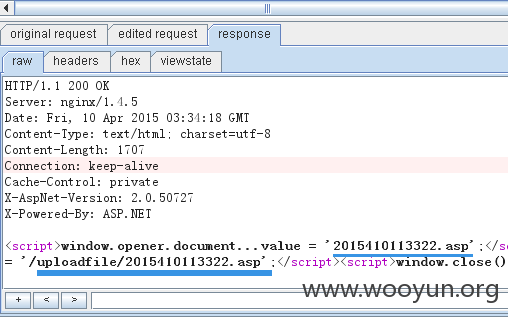 original request edited request response
raw headers hex viewstate
HTTP/1.1 200 OK
Server: nginx/1.4.5
Date: Fri, 10 Apr 2015 03:34:18 GMT
Content-Type: text/html; charset=utf-8
Content-Length: 1707
Connection: keep-alive
Cache-Control: private
X-AspNet-Version: 2.0.50727
X-Powered-By: ASP.NET
<script>window.opener.document...value = '2015410113322.asp';</s
= '/uploadfile/2015410113322.asp';</script><script>window.close()
+ < >
www.wooyun.org